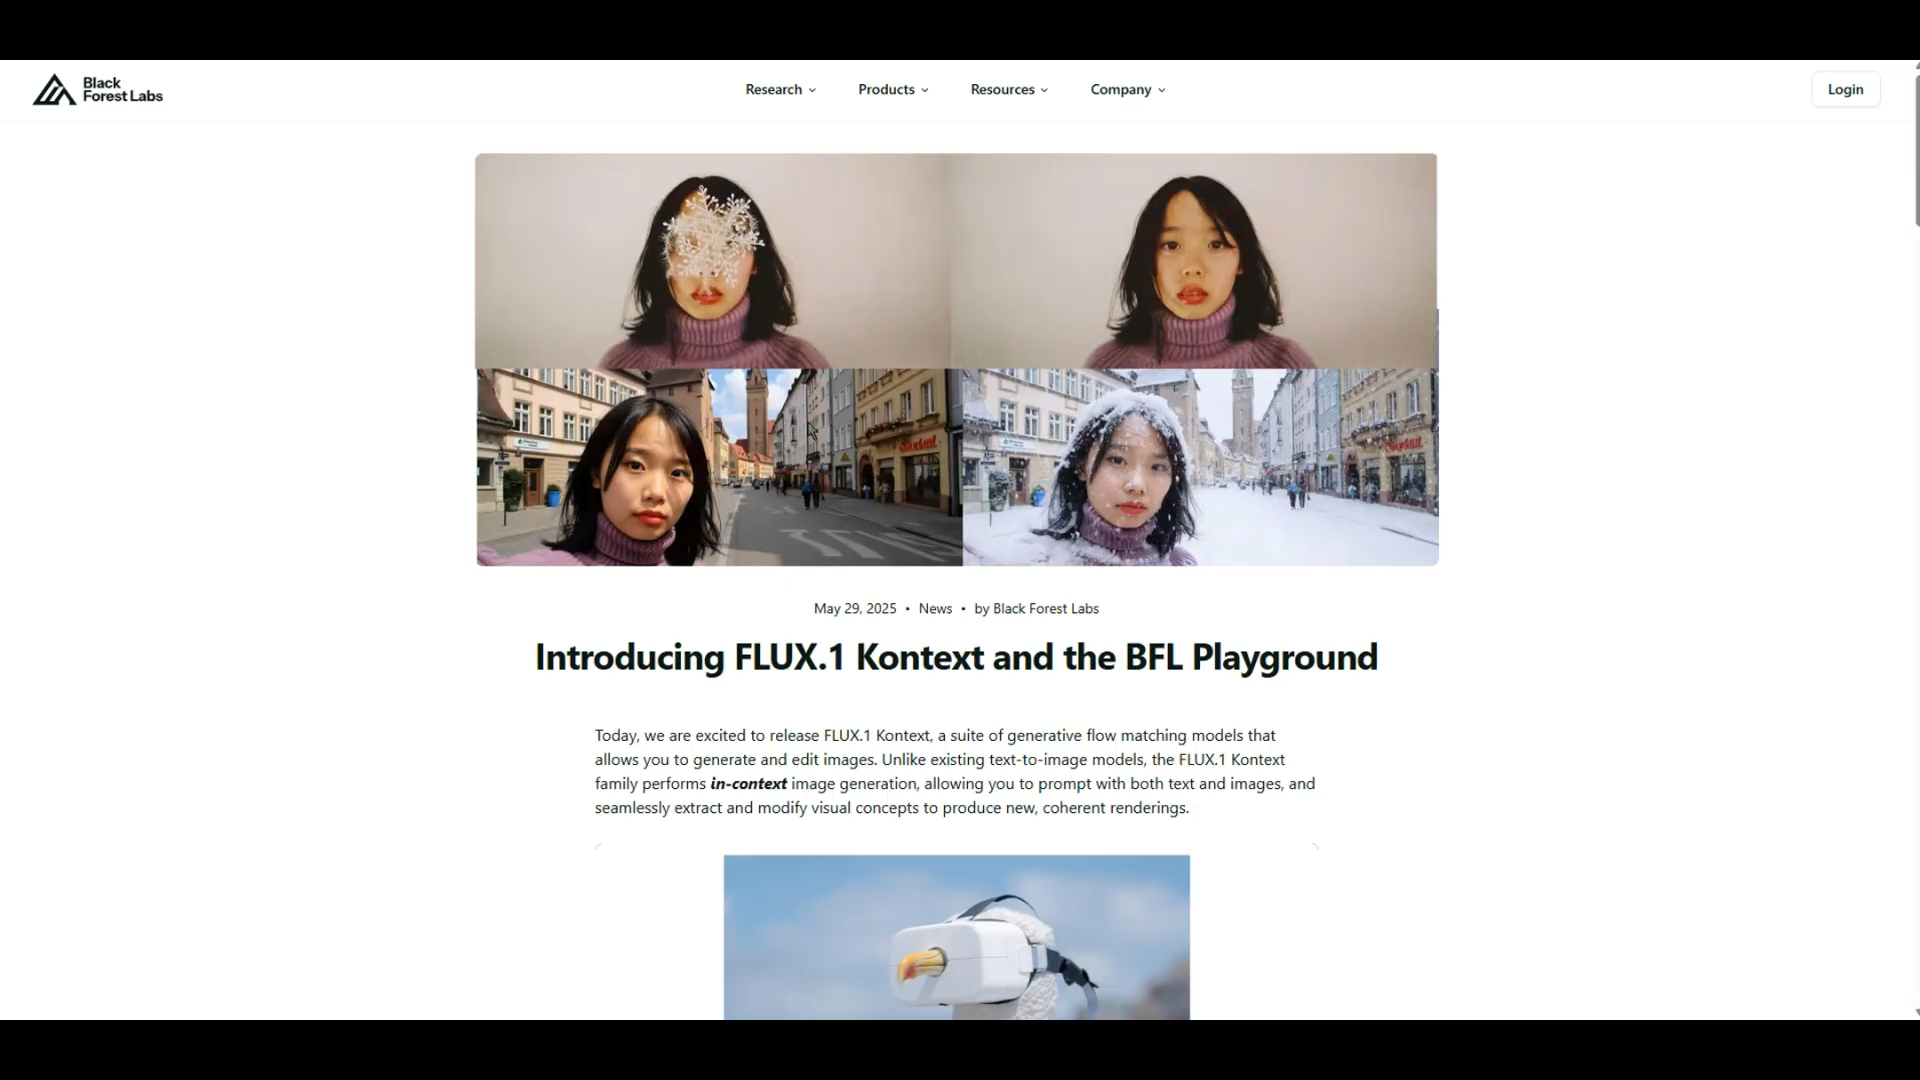 Black
Forest Labs
Research
Products
Resources
Company
Login
May 29, 2025 • News • by Black Forest Labs
Introducing FLUX.1 Kontext and the BFL Playground
Today, we are excited to release FLUX.1 Kontext, a suite of generative flow matching models that
allows you to generate and edit images. Unlike existing text-to-image models, the FLUX.1 Kontext
family performs in-context image generation, allowing you to prompt with both text and images, and
seamlessly extract and modify visual concepts to produce new, coherent renderings.